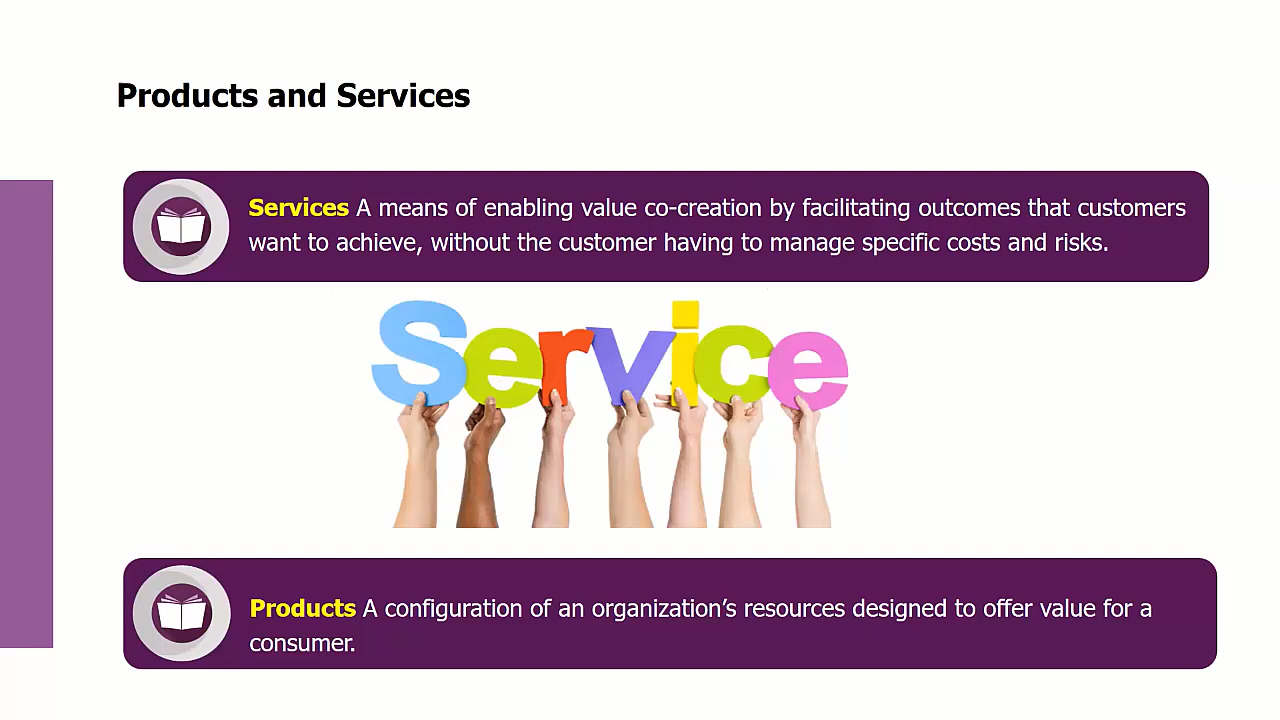 Products and Services
Services A means of enabling value co-creation by facilitating outcomes that customers
want to achieve, without the customer having to manage specific costs and risks.
Service
Products A configuration of an organization’s resources designed to offer value for a
consumer.